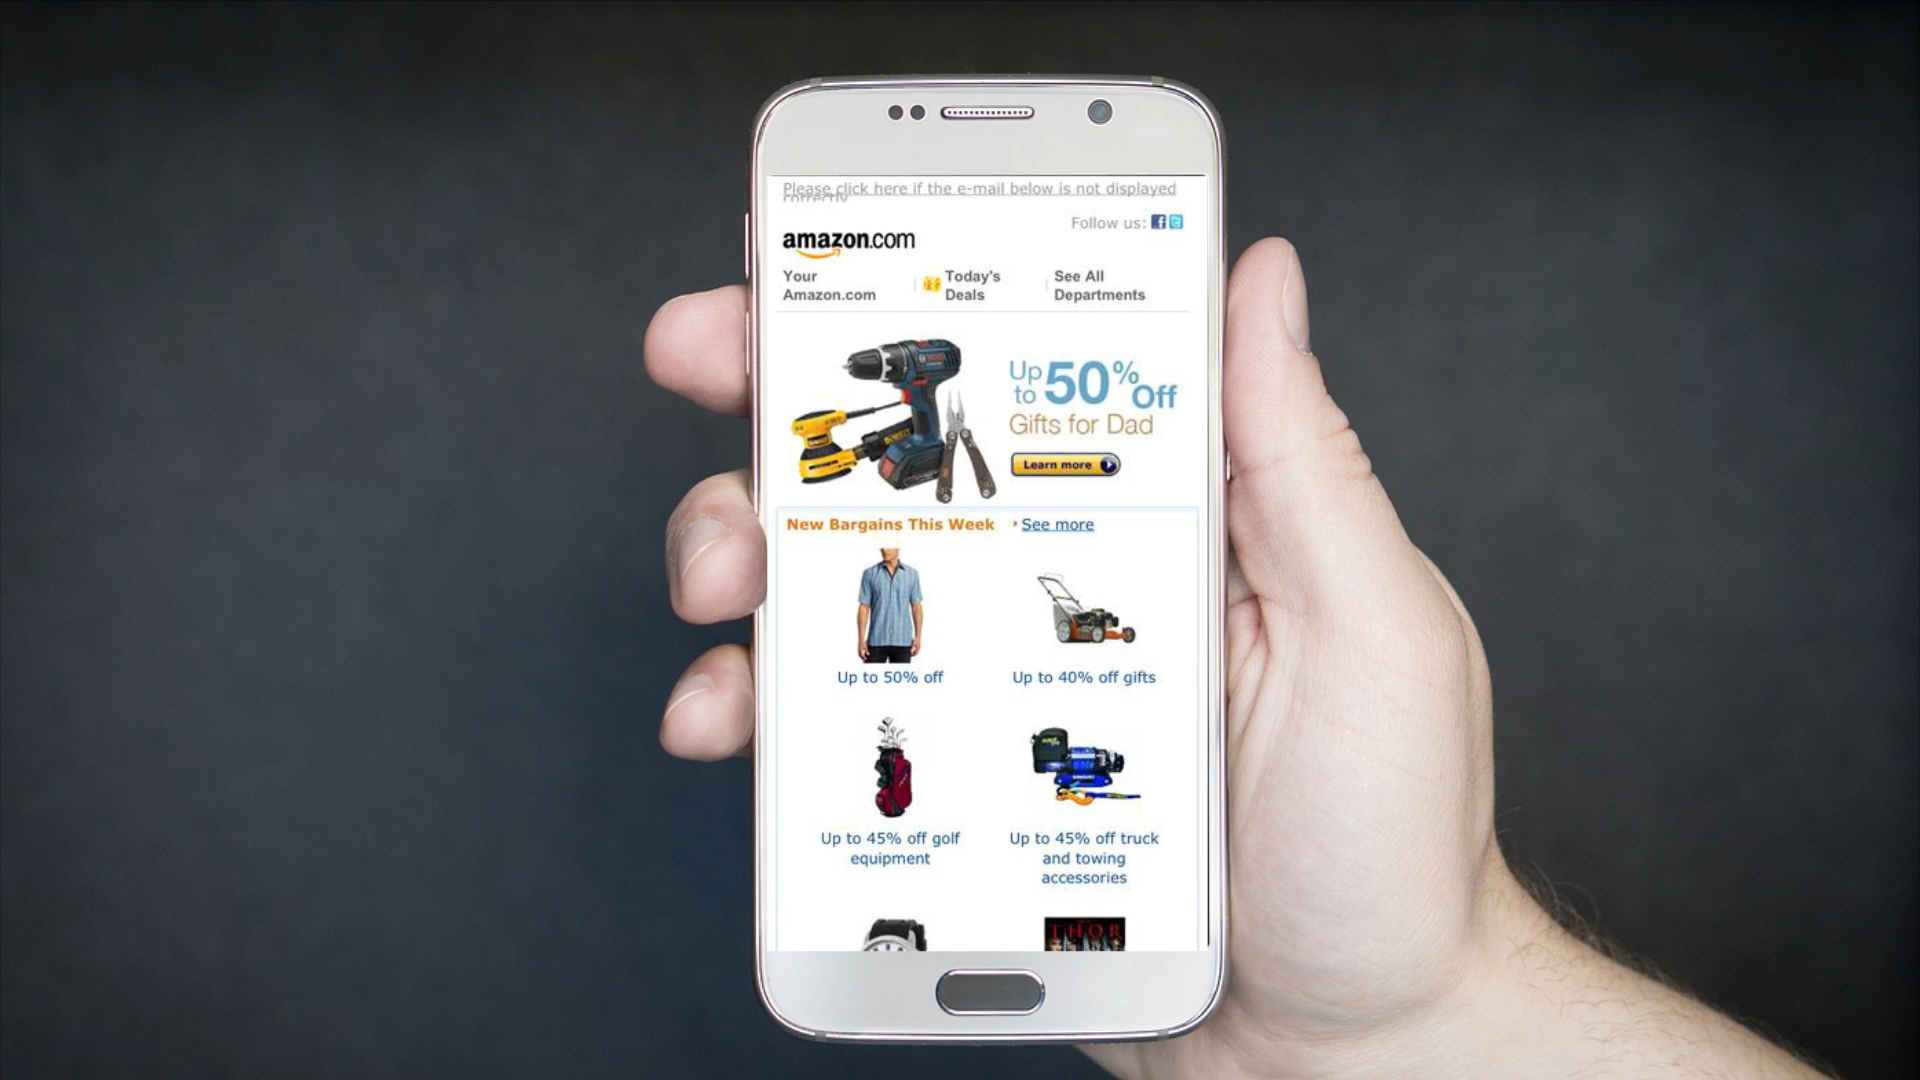 Please click here if the e-mail below is not displayed
correctly
Follow us:
amazon.com
Your
Amazon.com
Today's
Deals
See All
Departments
Up
to 50% Off
Gifts for Dad
Learn more
New Bargains This Week
See more
Up to 50% off
Up to 40% off gifts
Up to 45% off golf
equipment
Up to 45% off truck
and towing
accessories
THOR